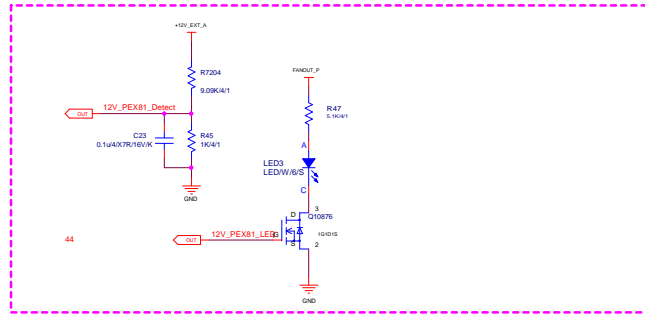 +12V_EXT_A
R7204
9.09K/4/1
FANOUT_P
12V_PEX81_Detect
OUT
R47
5.1K/4/1
C23
0.1u/4/X7R/16V/K
R45
1K/4/1
A
LED3
LED/W/6/S
C
GND
3
D
Q10876
44
OUT
12V_PEX81_LED
G
1G1D1S
S
2
GND